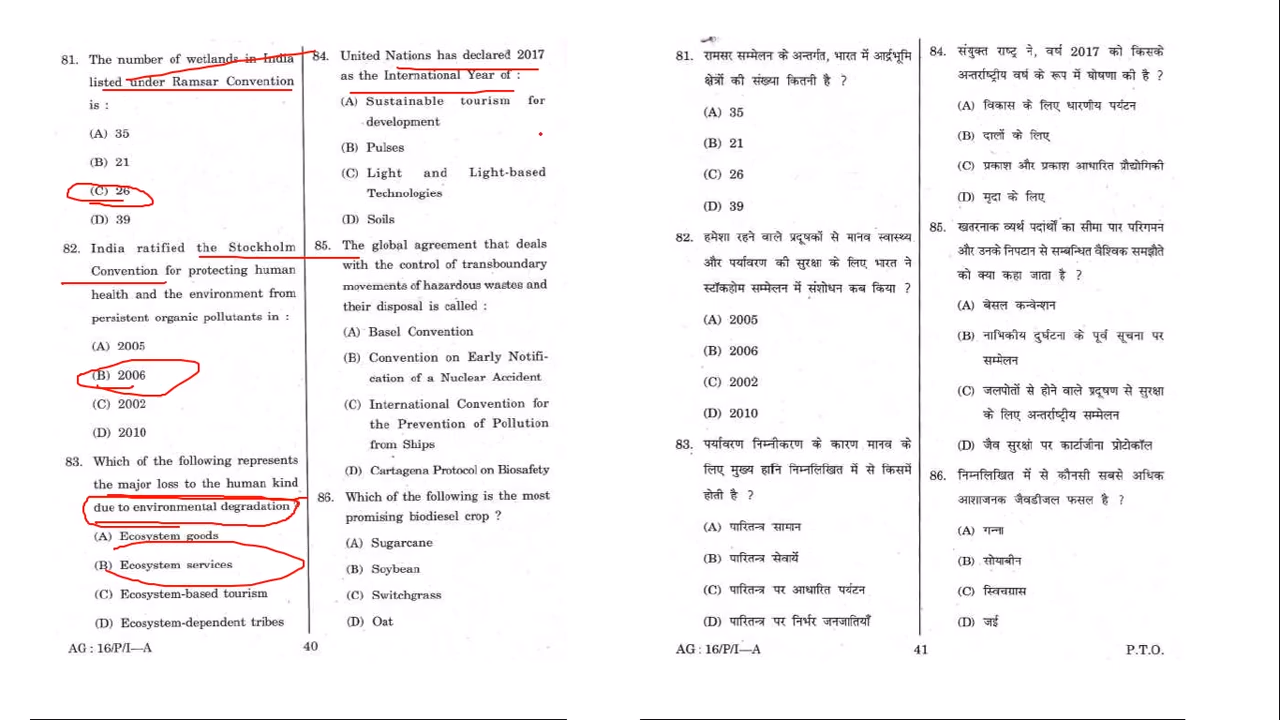 81. The number of wetlands in India
listed under Ramsar Convention
is :
(A) 35
(B) 21
(C) 26
(D) 39
82. India ratified the Stockholm
Convention for protecting human
health and the environment from
persistent organic pollutants in :
(A) 2005
(B) 2006
(C) 2002
(D) 2010
83. Which of the following represents
the major loss to the human kind
due to environmental degradation ?
(A) Ecosystem goods
(B) Ecosystem services
(C) Ecosystem-based tourism
(D) Ecosystem-dependent tribes
84. United Nations has declared 2017
as the International Year of :
(A) Sustainable tourism for
development
(B) Pulses
(C) Light and Light-based
Technologies
(D) Soils
85. The global agreement that deals
with the control of transboundary
movements of hazardous wastes and
their disposal is called :
(A) Basel Convention
(B) Convention on Early Notifi-
cation of a Nuclear Accident
(C) International Convention for
the Prevention of Pollution
from Ships
(D) Cartagena Protocol on Biosafety
86. Which of the following is the most
promising biodiesel crop ?
(A) Sugarcane
(B) Soybean
(C) Switchgrass
(D) Oat
AG : 16/P/I—A
40
81. रामसर सम्मेलन के अन्तर्गत, भारत में आर्द्रभूमि
क्षेत्रों की संख्या कितनी है ?
(A) 35
(B) 21
(C) 26
(D) 39
82. हमेशा रहने वाले प्रदूषकों से मानव स्वास्थ्य
और पर्यावरण की सुरक्षा के लिए भारत ने
स्टॉकहोम सम्मेलन में संशोधन कब किया ?
(A) 2005
(B) 2006
(C) 2002
(D) 2010
83. पर्यावरण निम्नीकरण के कारण मानव के
लिए मुख्य हानि निम्नलिखित में से किसमें
होती है ?
(A) पारितन्त्र सामान
(B) पारितन्त्र सेवायें
(C) पारितन्त्र पर आधारित पर्यटन
(D) पारितन्त्र पर निर्भर जनजातियाँ
84. संयुक्त राष्ट्र ने, वर्ष 2017 को किसके
अन्तर्राष्ट्रीय वर्ष के रूप में घोषणा की है ?
(A) विकास के लिए धारणीय पर्यटन
(B) दालों के लिए
(C) प्रकाश और प्रकाश आधारित प्रौद्योगिकी
(D) मृदा के लिए
85. खतरनाक व्यर्थ पदार्थों का सीमा पार परिगमन
और उनके निपटान से सम्बन्धित वैश्विक समझौते
को क्या कहा जाता है ?
(A) बेसल कन्वेन्शन
(B) नाभिकीय दुर्घटना के पूर्व सूचना पर
सम्मेलन
(C) जलपोतों से होने वाले प्रदूषण से सुरक्षा
के लिए अन्तर्राष्ट्रीय सम्मेलन
(D) जैव सुरक्षा पर कार्टाजीना प्रोटोकॉल
86. निम्नलिखित में से कौनसी सबसे अधिक
आशाजनक जैवडीजल फसल है ?
(A) गन्ना
(B) सोयाबीन
(C) स्विचग्रास
(D) जई
AG : 16/P/I—A
41
P.T.O.